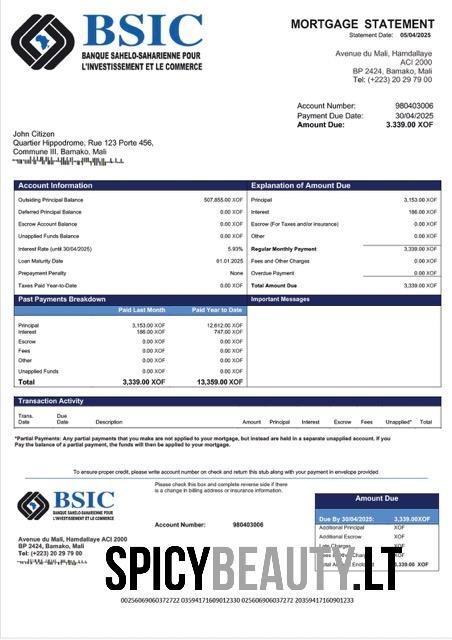 BSIC
BANQUE SAHELO-SAHARIENNE POUR
L'INVESTISSEMENT ET LE COMMERCE
MORTGAGE STATEMENT
Statement Date: 05/04/2025
Avenue du Mali, Hamdallaye
ACI 2000
BP 2424, Bamako, Mali
Tel: (+223) 20 29 79 00
Account Number: 980403006
Payment Due Date: 30/04/2025
Amount Due: 3.339.00 XOF
John Citizen
Quartier Hippodrome, Rue 123 Porte 456,
Commune III, Bamako, Mali
Account Information
Outsiding Principal Balance 507,855.00 XOF
Deferred Principal Balance 0.00 XOF
Escrow Account Balance 0.00 XOF
Unapplied Funds Balance 0.00 XOF
Interest Rate (until 30/04/2025) 5.93%
Loan Maturity Date 01.01.2025
Prepayment Penalty None
Taxes Paid Year-to-Date 0.00 XOF
Explanation of Amount Due
Principal 3,153.00 XOF
Interest 186.00 XOF
Escrow (For Taxes and/or insurance) 0.00 XOF
Other 0.00 XOF
Regular Monthly Payment 3,339.00 XOF
Fees and Other Charges 0.00 XOF
Overdue Payment 0.00 XOF
Total Amount Due 3,339.00 XOF
Past Payments Breakdown
Paid Last Month Paid Year to Date
Principal 3,153.00 XOF 12,612.00 XOF
Interest 186.00 XOF 747.00 XOF
Escrow 0.00 XOF 0.00 XOF
Fees 0.00 XOF 0.00 XOF
Other 0.00 XOF 0.00 XOF
Unapplied Funds 0.00 XOF 0.00 XOF
Total 3,339.00 XOF 13,359.00 XOF
Important Messages
Transaction Activity
Trans. Date Due Date Description Amount Principal Interest Escrow Fees Unapplied* Total
*Partial Payments: Any partial payments that you make are not applied to your mortgage, but instead are held in a separate unapplied account. If you
Pay the balance of a partial payment, the funds will then be applied to your mortgage.
To ensure proper credit, please write account number on check and return this stub along with your payment in envelope provided.
BSIC
BANQUE SAHELO-SAHARIENNE POUR
L'INVESTISSEMENT ET LE COMMERCE
Please check this box and complete reverse side if there
is a change in billing address or insurance information.
Account Number: 980403006
Avenue du Mali, Hamdallaye ACI 2000
BP 2424, Bamako, Mali
Tel: (+223) 20 29 79 00
Amount Due
Due By 30/04/2025: 3,339.00XOF
Additional Principal XOF
Additional Escrow XOF
Late Charges XOF
XOF
XOF
SPICYBEAUTY.LT